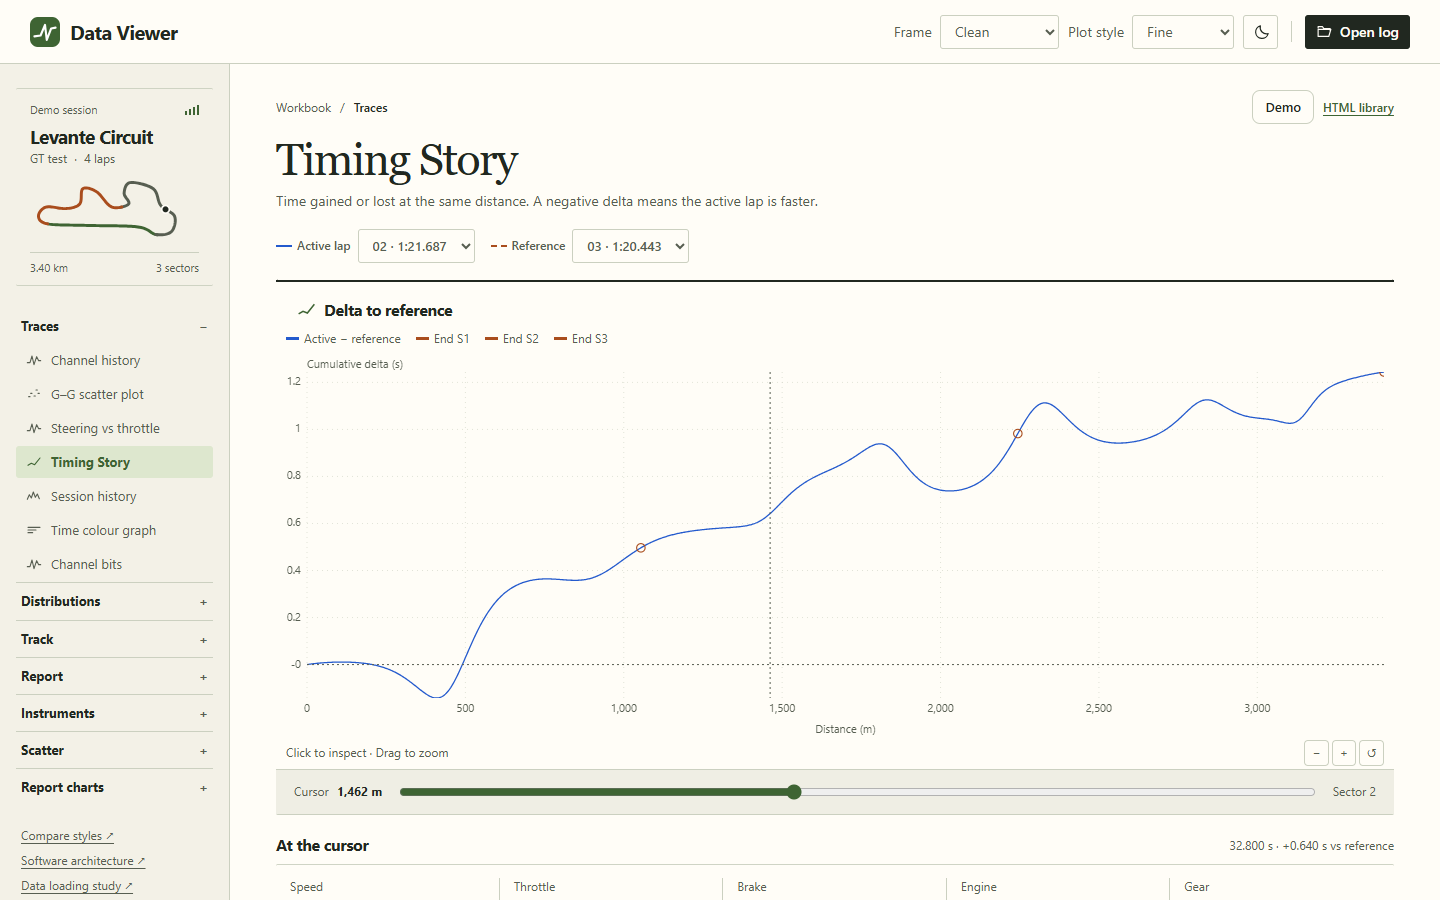 Data Viewer
Frame Clean Plot style Fine Open log
Demo session
Levante Circuit
GT test · 4 laps
3.40 km 3 sectors
Traces −
Channel history
G–G scatter plot
Steering vs throttle
Timing Story
Session history
Time colour graph
Channel bits
Distributions +
Track +
Report +
Instruments +
Scatter +
Report charts +
Compare styles ↗
Software architecture ↗
Data loading study ↗
Workbook / Traces
Demo HTML library
Timing Story
Time gained or lost at the same distance. A negative delta means the active lap is faster.
Active lap 02 · 1:21.687 Reference 03 · 1:20.443
Delta to reference
Active − reference End S1 End S2 End S3
Cumulative delta (s)
1.2
1
0.8
0.6
0.4
0.2
-0
0 500 1,000 1,500 2,000 2,500 3,000
Distance (m)
Click to inspect · Drag to zoom − + ↺
Cursor 1,462 m Sector 2
At the cursor 32.800 s · +0.640 s vs reference
Speed Throttle Brake Engine Gear